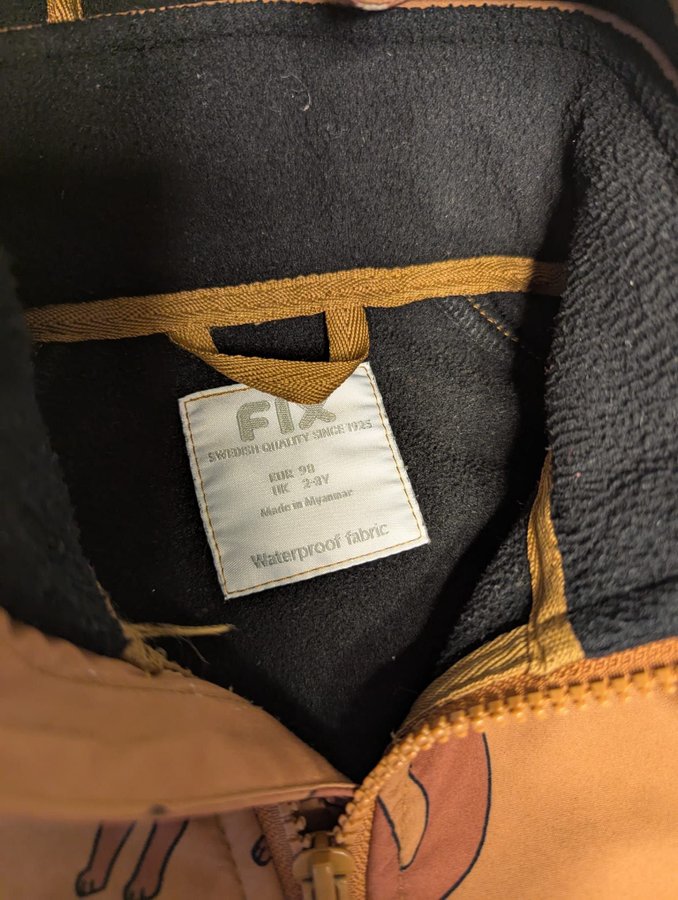 FIX
SWEDISH QUALITY SINCE 1925
EUR 98
UK 2-3Y
Made in Myanmar
Waterproof fabric